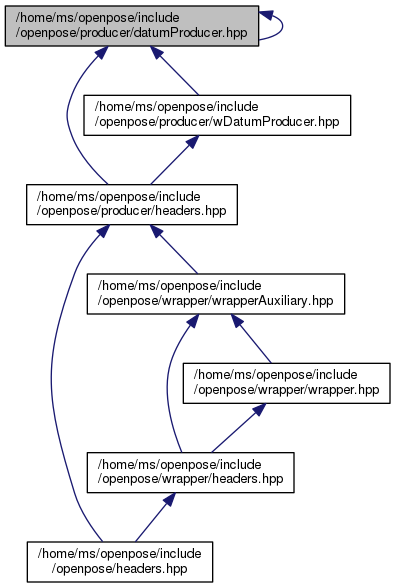 /home/ms/openpose/include
/openpose/producer/datumProducer.hpp
/home/ms/openpose/include
/openpose/producer/wDatumProducer.hpp
/home/ms/openpose/include
/openpose/producer/headers.hpp
/home/ms/openpose/include
/openpose/wrapper/wrapperAuxiliary.hpp
/home/ms/openpose/include
/openpose/wrapper/wrapper.hpp
/home/ms/openpose/include
/openpose/wrapper/headers.hpp
/home/ms/openpose/include
/openpose/headers.hpp